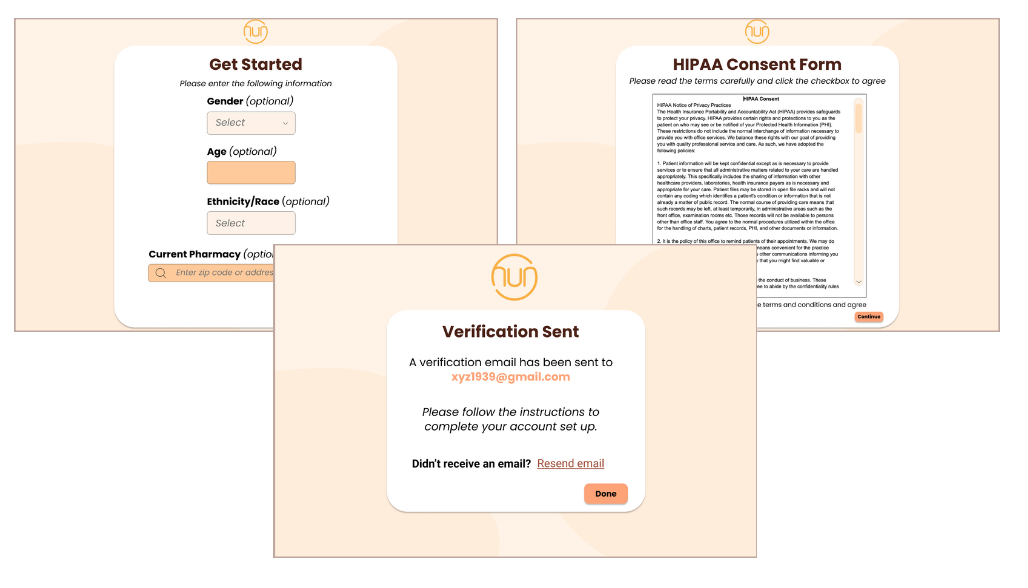 nun
Get Started
Please enter the following information
Gender (optional)
Select
Age (optional)
Ethnicity/Race (optional)
Select
Current Pharmacy (optio
Enter zip code or addres
nun
HIPAA Consent Form
Please read the terms carefully and click the checkbox to agree
HIPAA Consent
HIPAA Notice of Privacy Practices
The Health Insurance Portability and Accountability Act (HIPAA) provides safeguards
to protect your privacy. HIPAA provides certain rights and protections to you as the
patient on who may see or be notified of your Protected Health Information (PHI).
These restrictions do not include the normal interchange of information necessary to
provide you with office services. We balance these rights with our goal of providing
you with quality professional service and care. As such, we have adopted the
following policies:
1. Patient information will be kept confidential except as is necessary to provide
services or to ensure that all administrative matters related to your care are handled
appropriately. This specifically includes the sharing of information with other
healthcare providers, laboratories, health insurance payers as is necessary and
appropriate for your care. Patient files may be stored in open file racks and will not
contain any coding which identifies a patient's condition or information that is not
already a matter of public record. The normal course of providing care means that
such records may be left, at least temporarily, in administrative areas such as the
front office, examination rooms etc. Those records will not be available to persons
other than office staff. You agree to the normal procedures utilized within the office
for the handling of charts, patient records, PHI, and other documents or information.
2. It is the policy of this office to remind patients of their appointments. We may do
means convenient for the practice
other communications informing you
that you might find valuable or
the conduct of business. These
ee to abide by the confidentiality rules
e terms and conditions and agree
Continue
nun
Verification Sent
A verification email has been sent to
xyz1939@gmail.com
Please follow the instructions to
complete your account set up.
Didn't receive an email? Resend email
Done